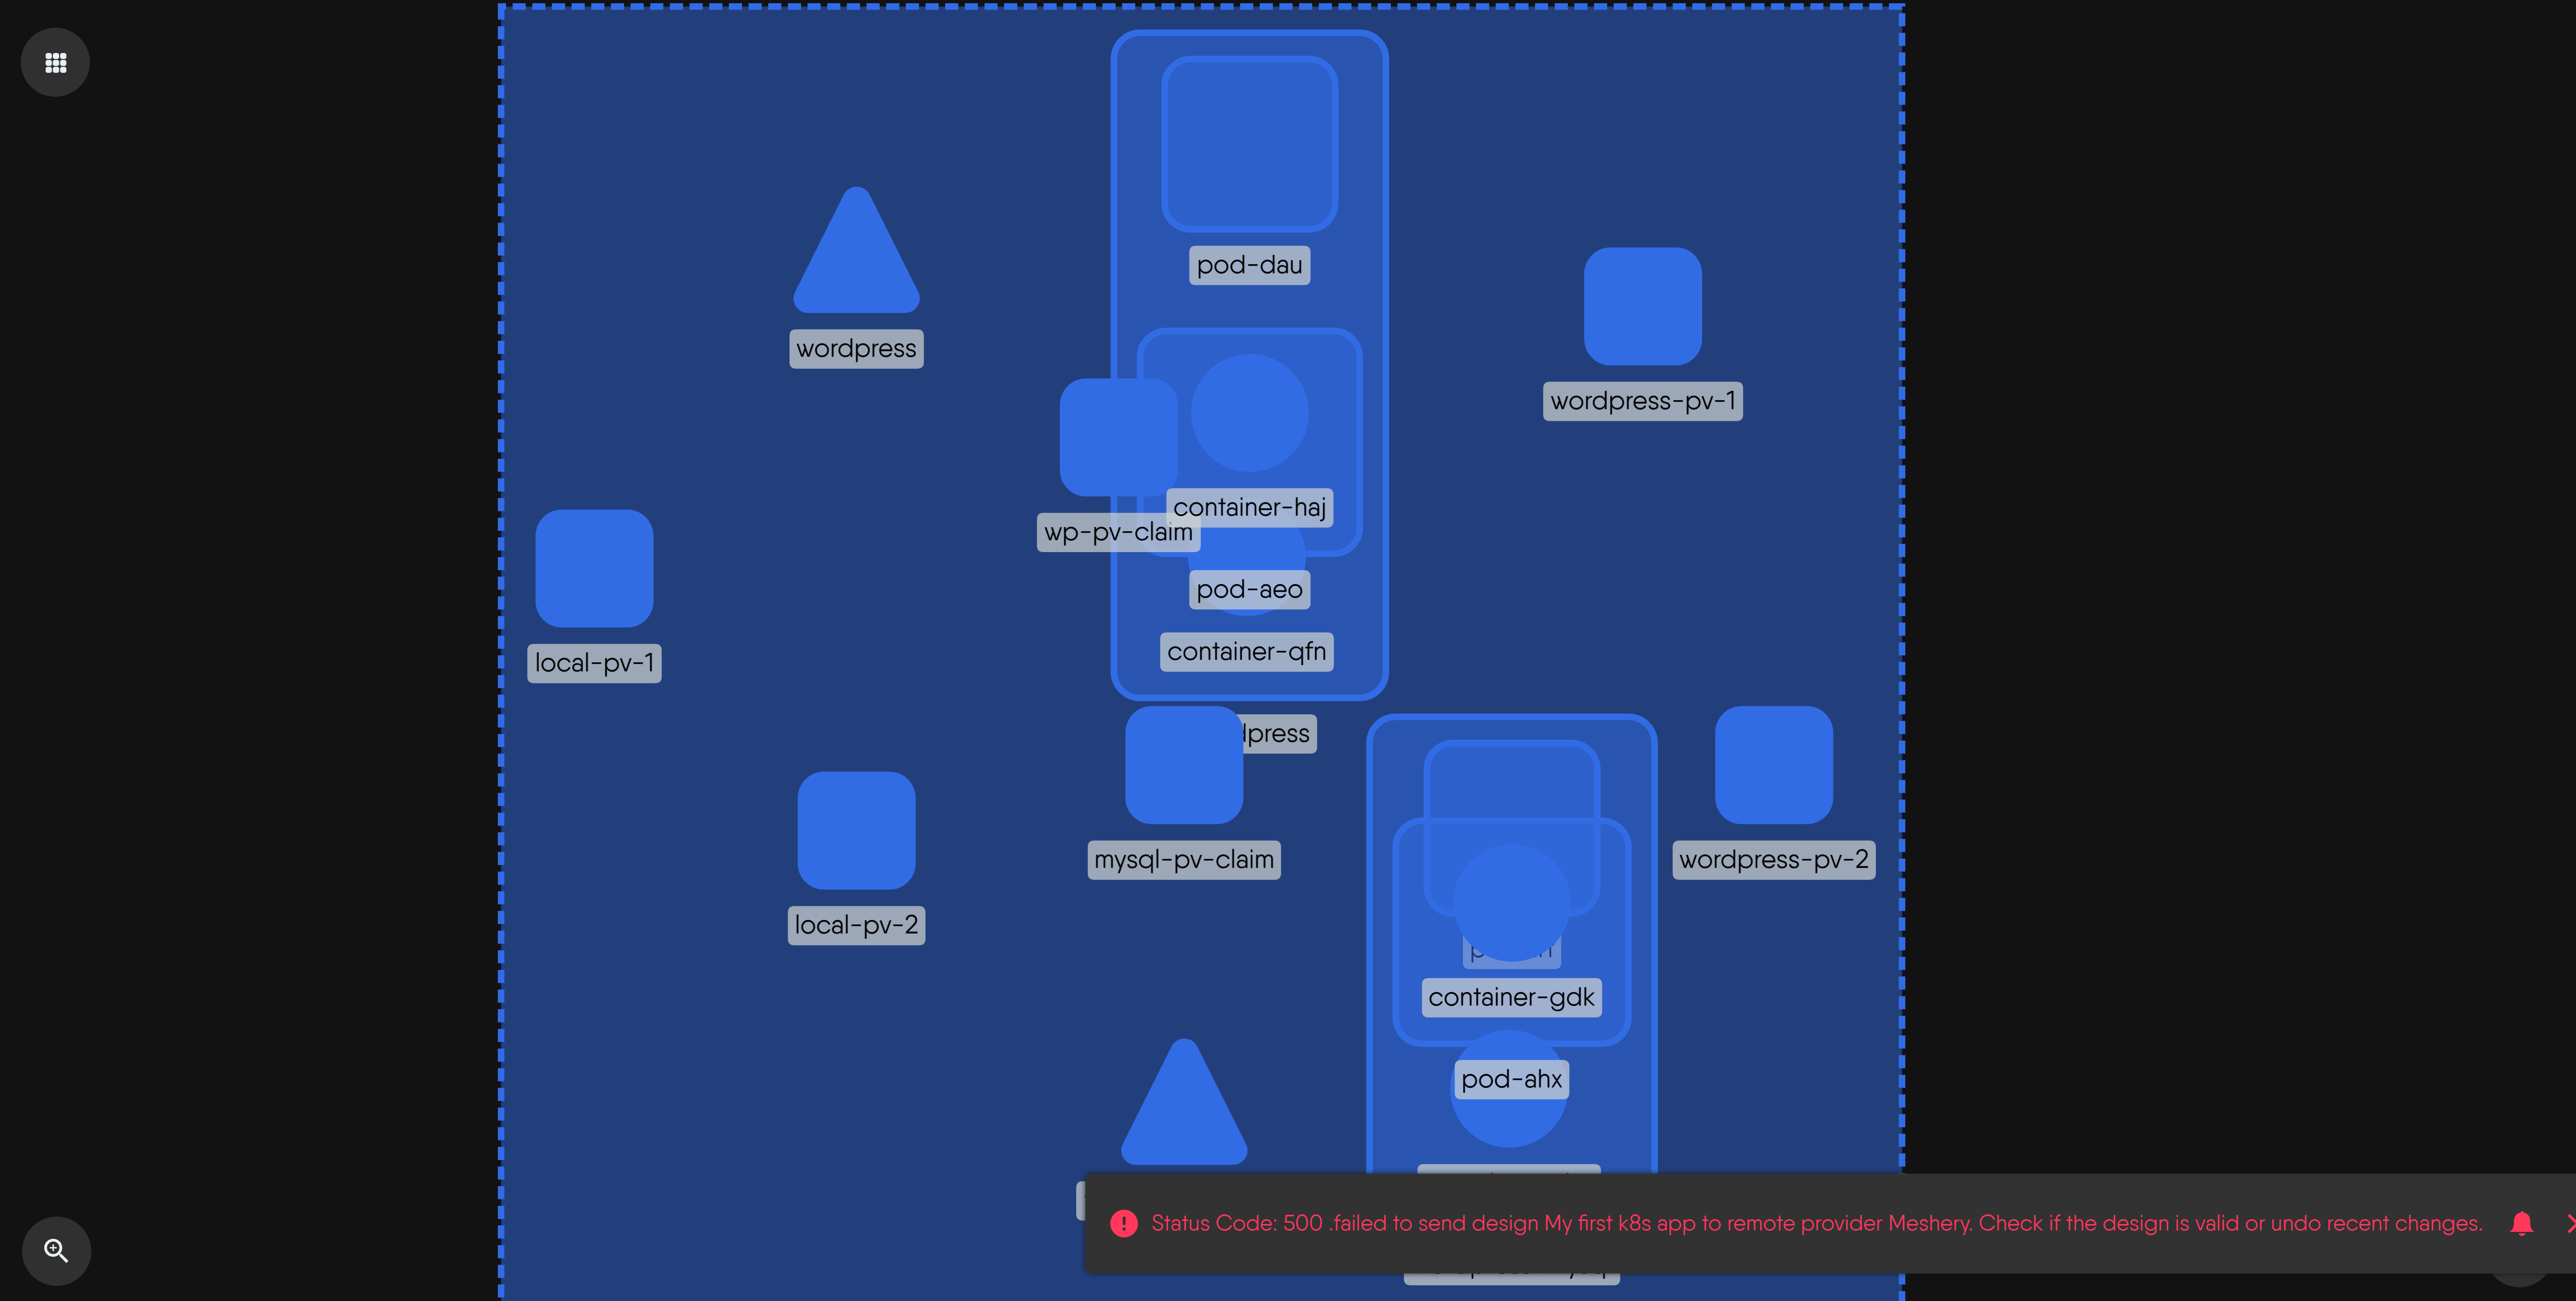 pod-dau
wordpress
wordpress-pv-1
container-haj
wp-pv-claim
pod-aeo
container-qfn
local-pv-1
mysql-pv-claim
wordpress-pv-2
local-pv-2
container-gdk
pod-ahx
Status Code: 500 .failed to send design My first k8s app to remote provider Meshery. Check if the design is valid or undo recent changes.